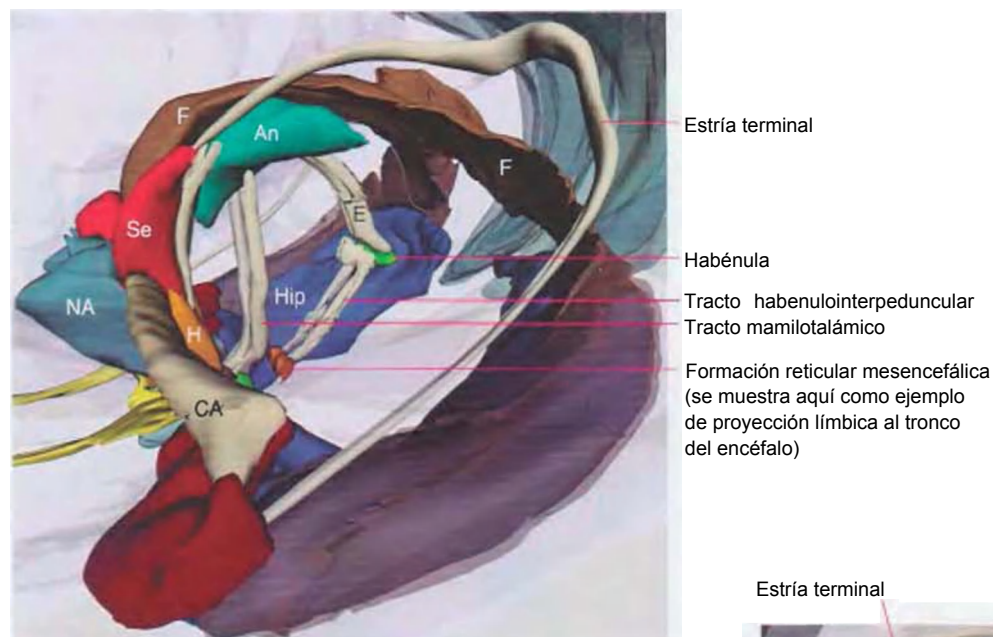 F
An
Estría terminal
F
E
Se
Habénula
Hip
NA
Tracto habenulointerpeduncular
H
Tracto mamilotalámico
Formación reticular mesencefálica
(se muestra aquí como ejemplo
CA
de proyección límbica al tronco
del encéfalo)
Estría terminal